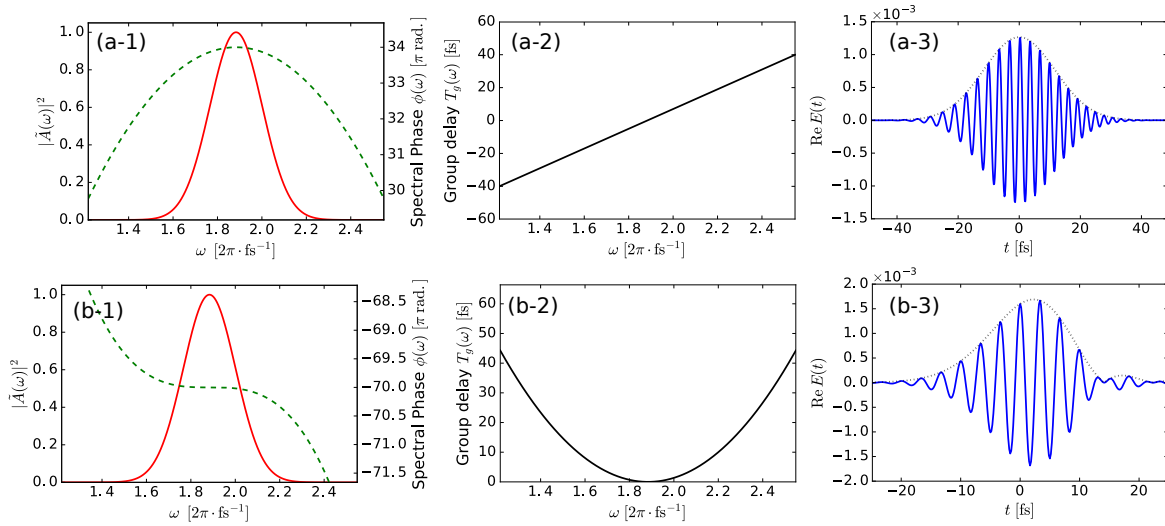 (a-1)
|Ã(ω)|²
1.0
0.8
0.6
0.4
0.2
0.0
1.4 1.6 1.8 2.0 2.2 2.4
ω [2π · fs⁻¹]
34
33
32
31
30
Spectral Phase ϕ(ω) [π rad.]
(a-2)
Group delay T_g(ω) [fs]
60
40
20
0
−20
−40
−60
1.4 1.6 1.8 2.0 2.2 2.4
ω [2π · fs⁻¹]
(a-3)
×10⁻³
Re E(t)
1.5
1.0
0.5
0.0
−0.5
−1.0
−1.5
−40 −20 0 20 40
t [fs]
(b-1)
|Ã(ω)|²
1.0
0.8
0.6
0.4
0.2
0.0
1.4 1.6 1.8 2.0 2.2 2.4
ω [2π · fs⁻¹]
−68.5
−69.0
−69.5
−70.0
−70.5
−71.0
−71.5
Spectral Phase ϕ(ω) [π rad.]
(b-2)
Group delay T_g(ω) [fs]
60
50
40
30
20
10
0
1.4 1.6 1.8 2.0 2.2 2.4
ω [2π · fs⁻¹]
(b-3)
×10⁻³
Re E(t)
2.0
1.5
1.0
0.5
0.0
−0.5
−1.0
−1.5
−2.0
−20 −10 0 10 20
t [fs]